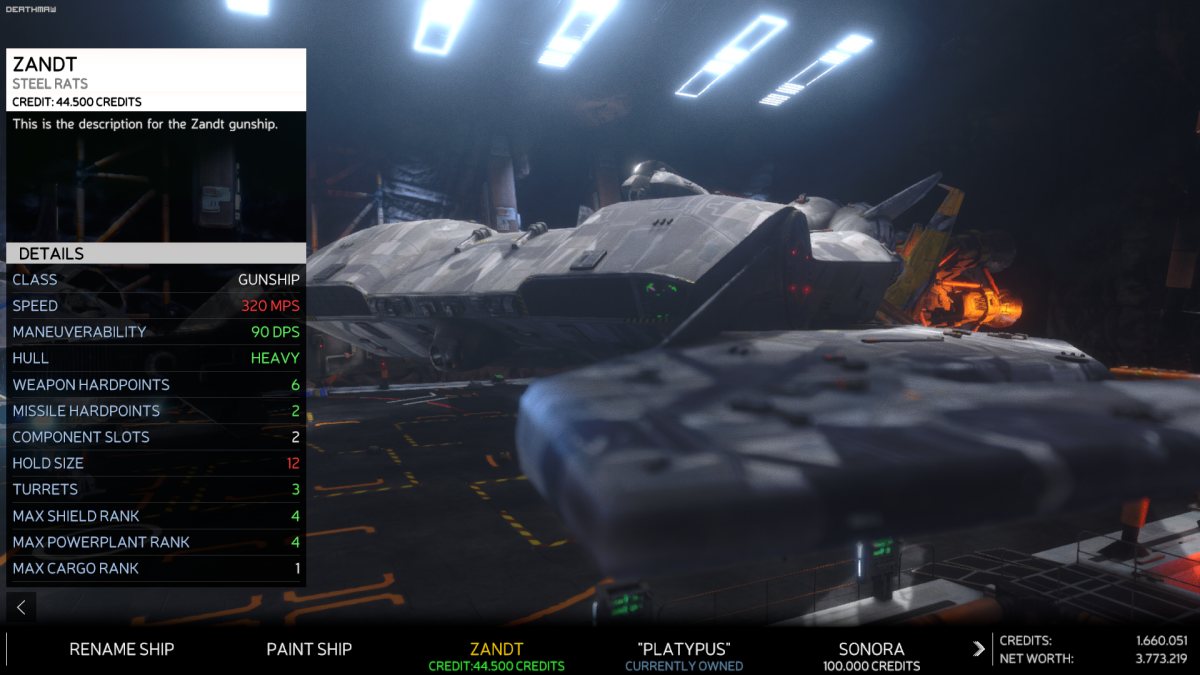 DEATHMAW
ZANDT
STEEL RATS
CREDIT: 44.500 CREDITS
This is the description for the Zandt gunship.
DETAILS
CLASS GUNSHIP
SPEED 320 MPS
MANEUVERABILITY 90 DPS
HULL HEAVY
WEAPON HARDPOINTS 6
MISSILE HARDPOINTS 2
COMPONENT SLOTS 2
HOLD SIZE 12
TURRETS 3
MAX SHIELD RANK 4
MAX POWERPLANT RANK 4
MAX CARGO RANK 1
RENAME SHIP
PAINT SHIP
ZANDT
CREDIT:44.500 CREDITS
"PLATYPUS"
CURRENTLY OWNED
SONORA
100.000 CREDITS
CREDITS: 1.660.051
NET WORTH: 3.773.219